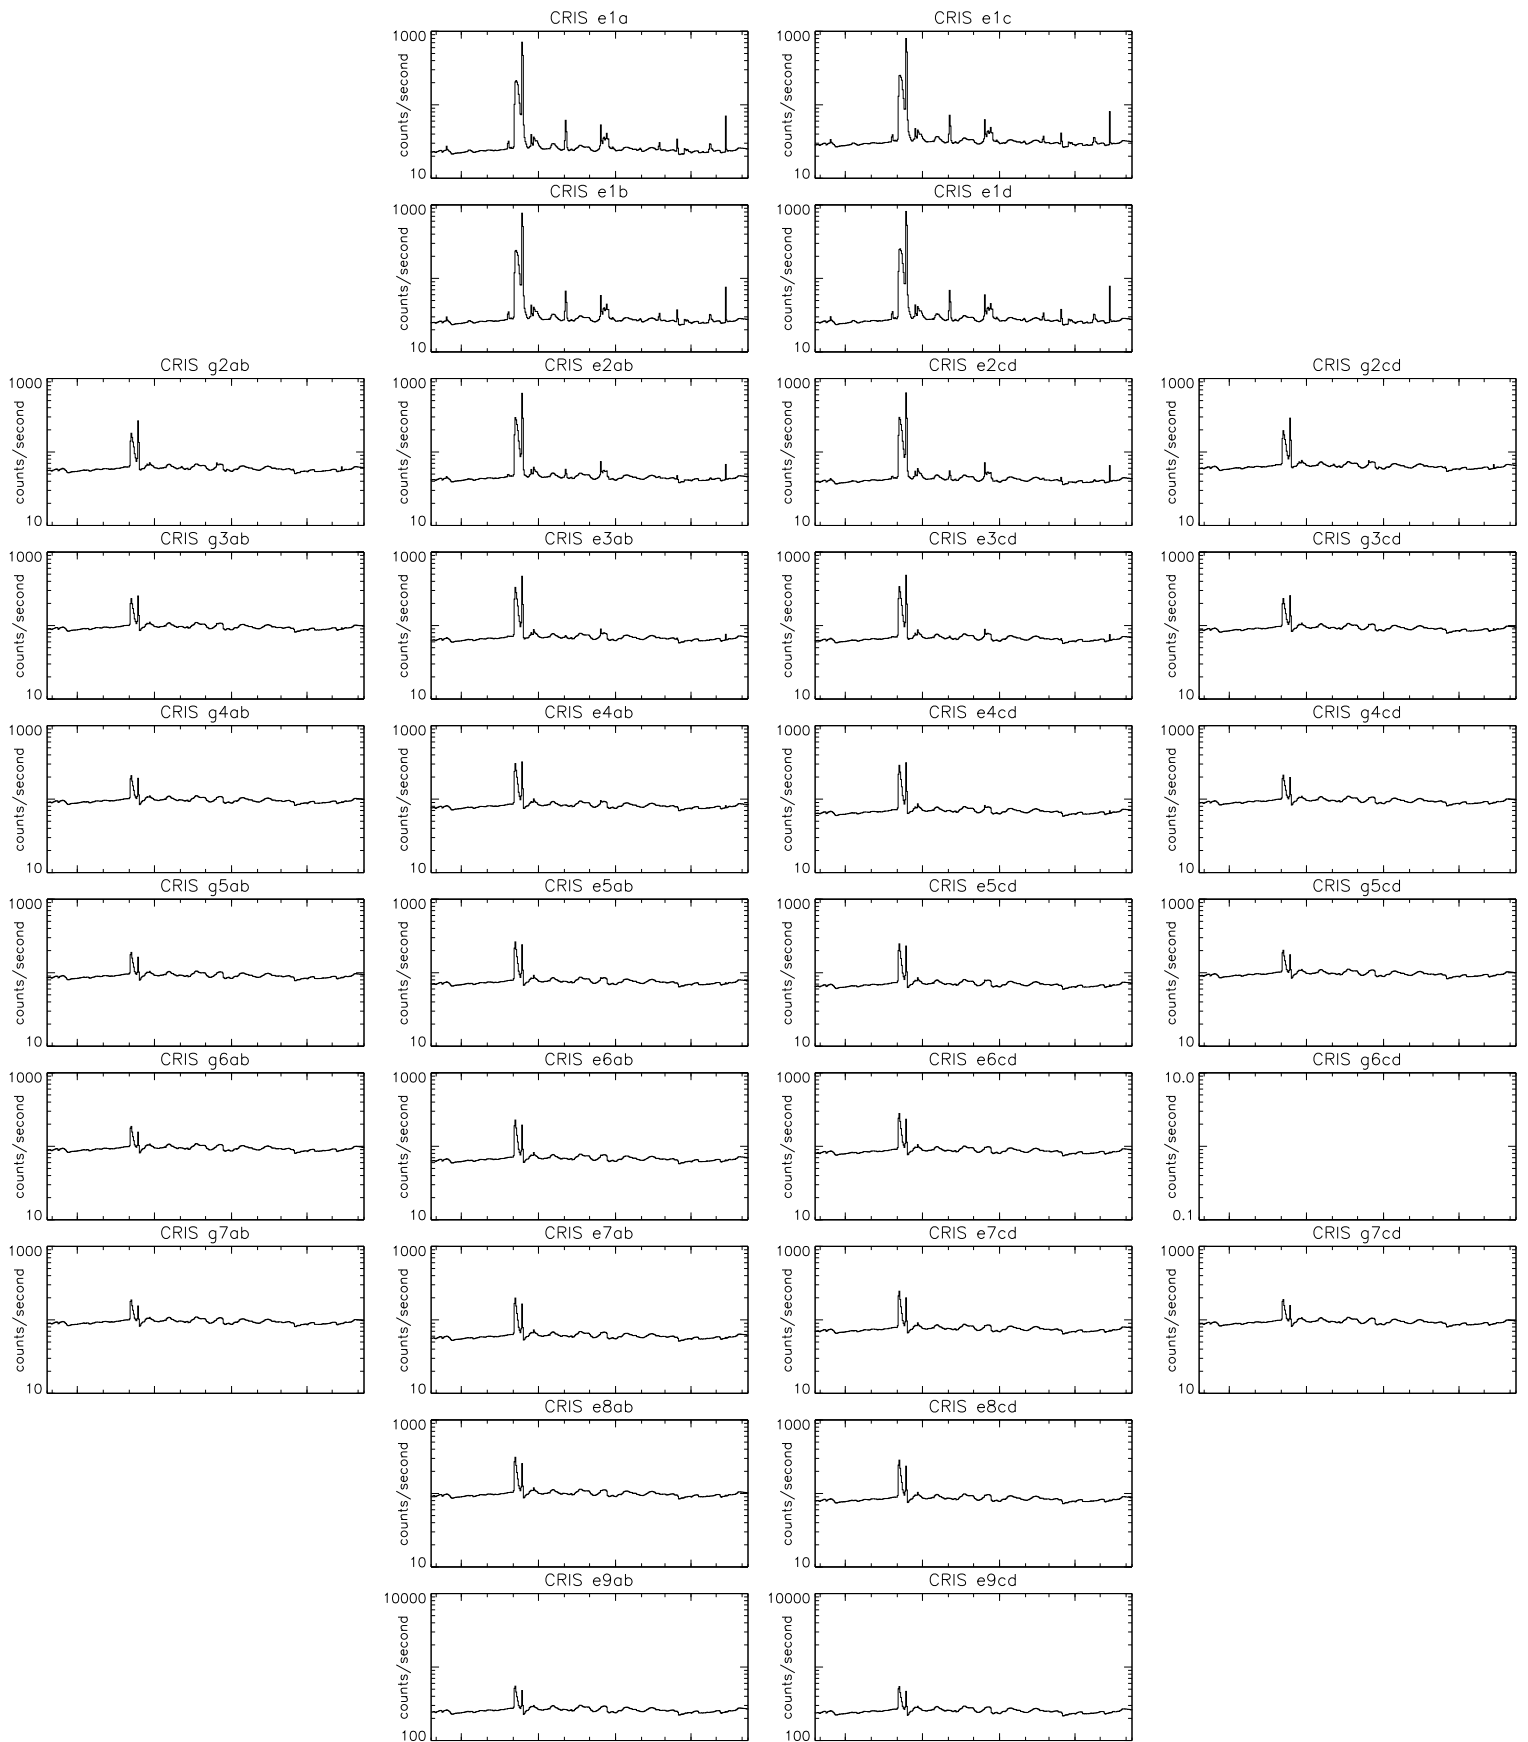 CRIS e1a
CRIS e1c
1000
counts/second
10
1000
counts/second
10
CRIS e1b
CRIS e1d
1000
counts/second
10
1000
counts/second
10
CRIS g2ab
CRIS e2ab
CRIS e2cd
CRIS g2cd
1000
counts/second
10
1000
counts/second
10
1000
counts/second
10
1000
counts/second
10
CRIS g3ab
CRIS e3ab
CRIS e3cd
CRIS g3cd
1000
counts/second
10
1000
counts/second
10
1000
counts/second
10
1000
counts/second
10
CRIS g4ab
CRIS e4ab
CRIS e4cd
CRIS g4cd
1000
counts/second
10
1000
counts/second
10
1000
counts/second
10
1000
counts/second
10
CRIS g5ab
CRIS e5ab
CRIS e5cd
CRIS g5cd
1000
counts/second
10
1000
counts/second
10
1000
counts/second
10
1000
counts/second
10
CRIS g6ab
CRIS e6ab
CRIS e6cd
CRIS g6cd
1000
counts/second
10
1000
counts/second
10
1000
counts/second
10
10.0
counts/second
0.1
CRIS g7ab
CRIS e7ab
CRIS e7cd
CRIS g7cd
1000
counts/second
10
1000
counts/second
10
1000
counts/second
10
1000
counts/second
10
CRIS e8ab
CRIS e8cd
1000
counts/second
10
1000
counts/second
10
CRIS e9ab
CRIS e9cd
10000
counts/second
100
10000
counts/second
100